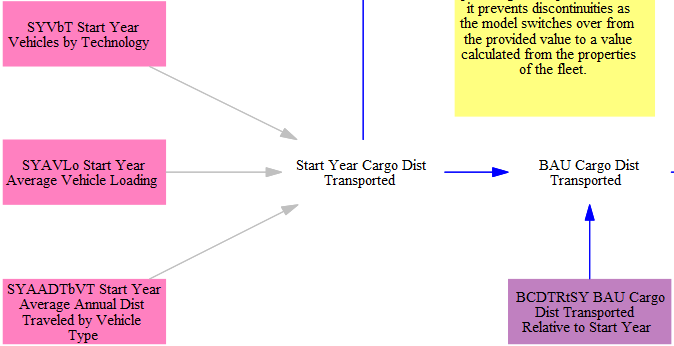 SYVbT Start Year
Vehicles by Technology
it prevents discontinuities as
the model switches over from
the provided value to a value
calculated from the properties
of the fleet.
SYAVLo Start Year
Average Vehicle Loading
Start Year Cargo Dist
Transported
BAU Cargo Dist
Transported
SYAADTbVT Start Year
Average Annual Dist
Traveled by Vehicle
Type
BCDTRtSY BAU Cargo
Dist Transported
Relative to Start Year